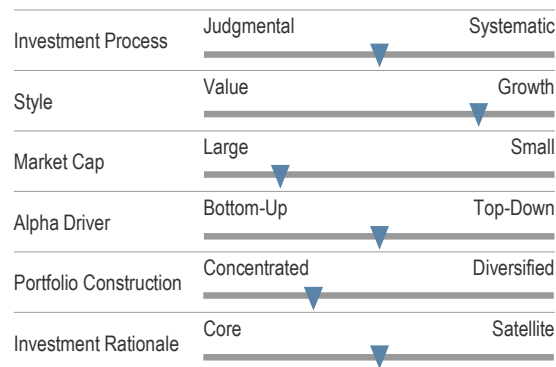 Investment Process Judgmental Systematic
Style Value Growth
Market Cap Large Small
Alpha Driver Bottom-Up Top-Down
Portfolio Construction Concentrated Diversified
Investment Rationale Core Satellite